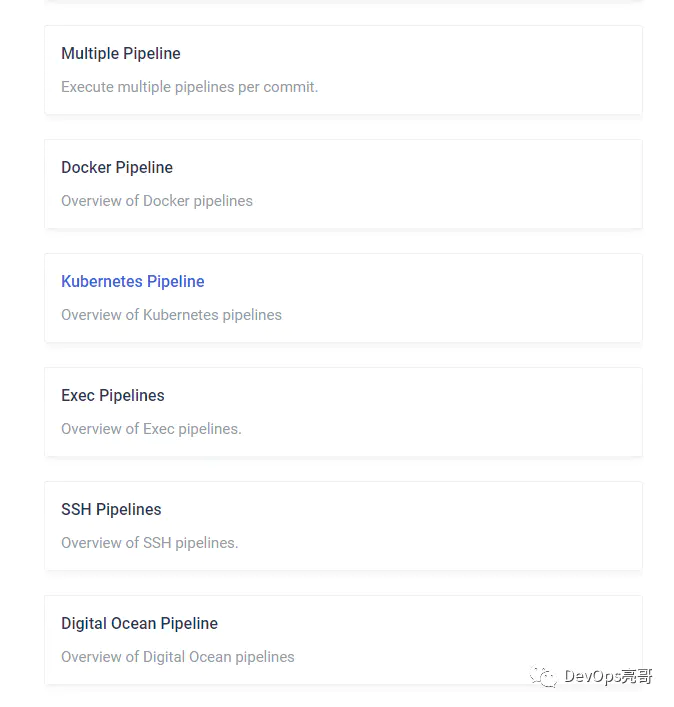 Multiple Pipeline
Execute multiple pipelines per commit.
Docker Pipeline
Overview of Docker pipelines
Kubernetes Pipeline
Overview of Kubernetes pipelines
Exec Pipelines
Overview of Exec pipelines.
SSH Pipelines
Overview of SSH pipelines.
Digital Ocean Pipeline
Overview of Digital Ocean pipelines
DevOps亮哥